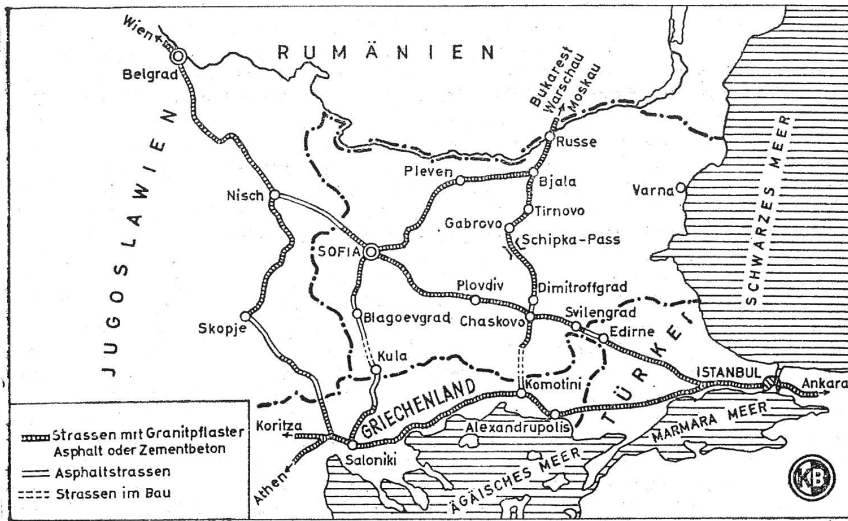 Wien
RUMÄNIEN
Belgrad
Bukarest
Warschau
Moskau
Russe
JUGOSLAWIEN
Pleven
Bjala
Nisch
Varna
Tirnovo
Gabrovo
Schipka-Pass
SCHWARZES MEER
SOFIA
Plovdiv
Dimitroffgrad
Blagoevgrad
Chaskovo
Svilengrad
Edirne
Skopje
Kula
TÜRKEI
ISTANBUL
Ankara
GRIECHENLAND
Komotini
Koritza
Alexandrupolis
MARMARA MEER
Saloniki
Athen
ÄGÄISCHES MEER
Strassen mit Granitpflaster
Asphalt oder Zementbeton
Asphaltstrassen
Strassen im Bau
KB